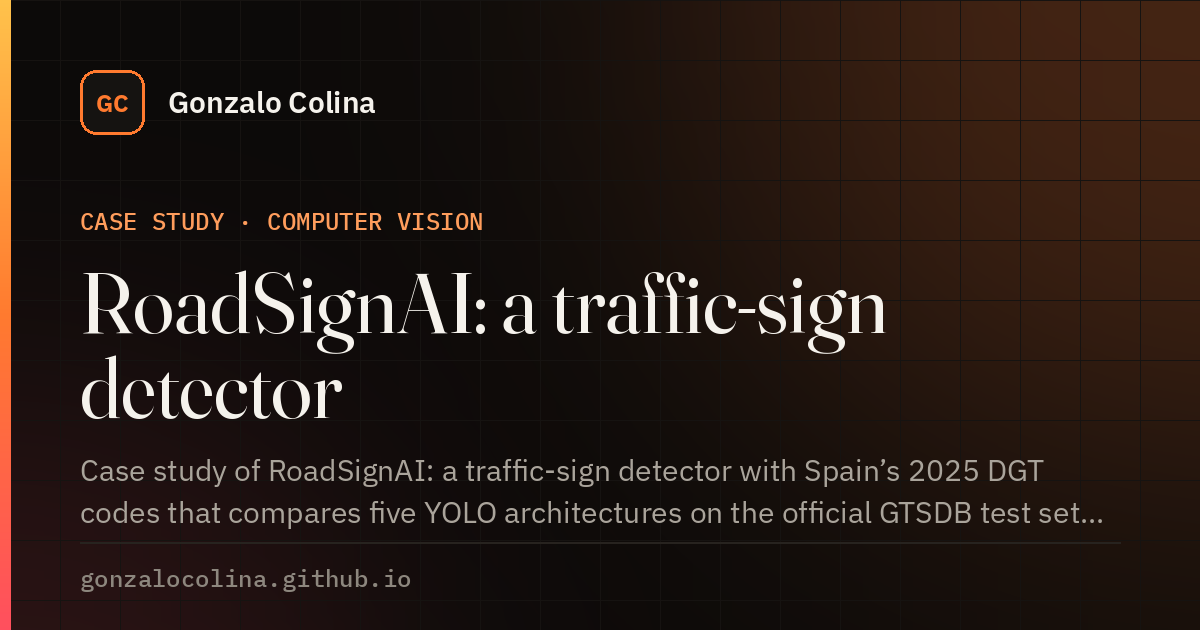 GC
Gonzalo Colina
CASE STUDY · COMPUTER VISION
RoadSignAI: a traffic-sign
detector
Case study of RoadSignAI: a traffic-sign detector with Spain’s 2025 DGT
codes that compares five YOLO architectures on the official GTSDB test set…
gonzalocolina.github.io